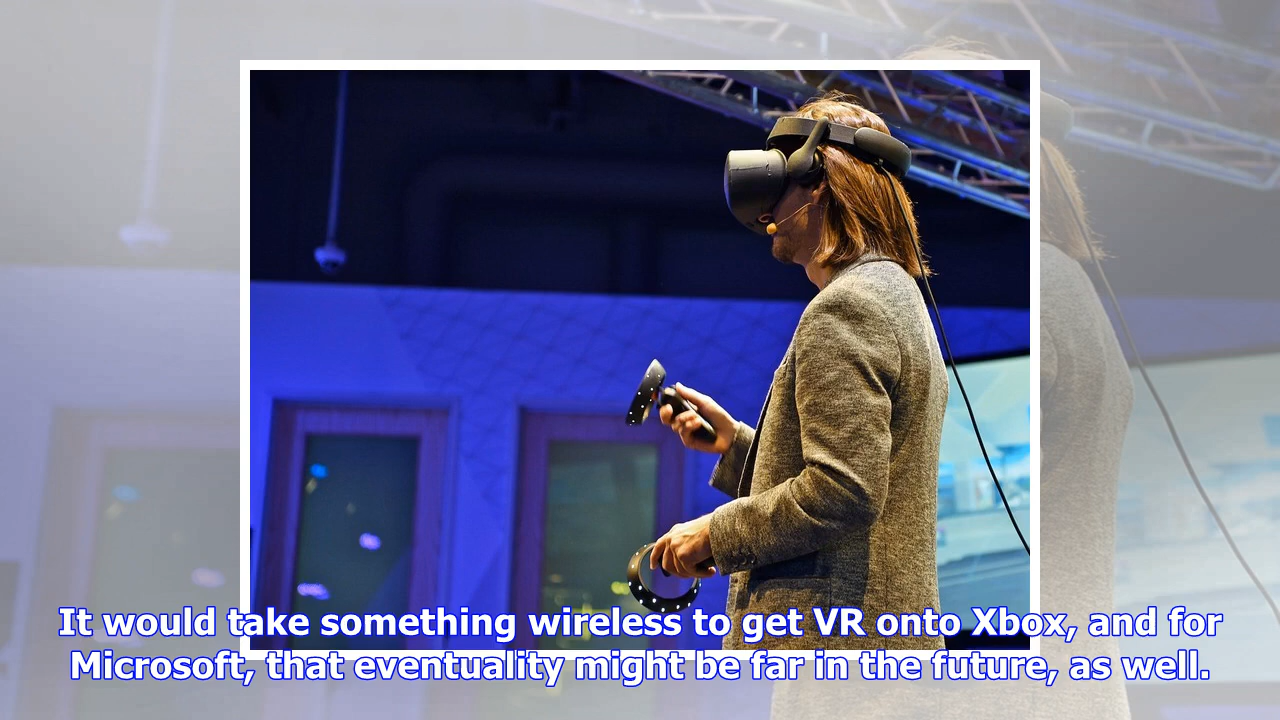 It would take something wireless to get VR onto Xbox, and for
Microsoft, that eventuality might be far in the future, as well.